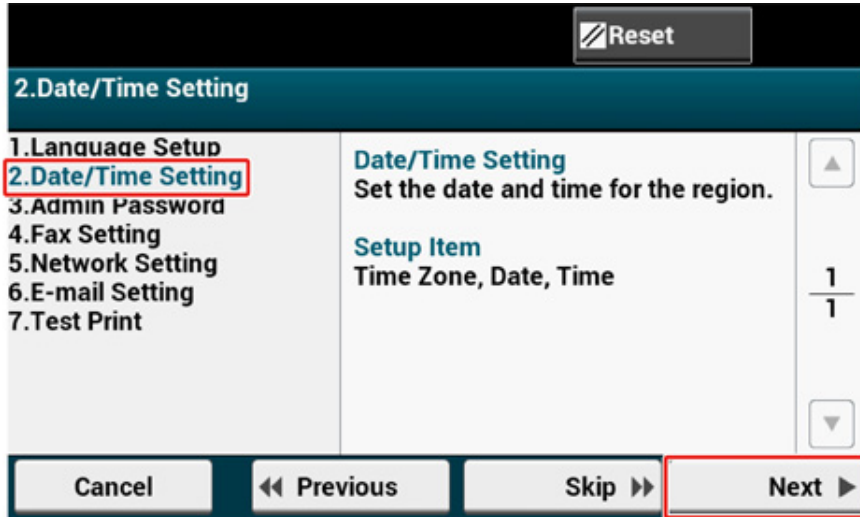 Reset
2.Date/Time Setting
1.Language Setup
2.Date/Time Setting
3.Admin Password
4.Fax Setting
5.Network Setting
6.E-mail Setting
7.Test Print
Date/Time Setting
Set the date and time for the region.
Setup Item
Time Zone, Date, Time
1
1
Cancel
Previous
Skip
Next